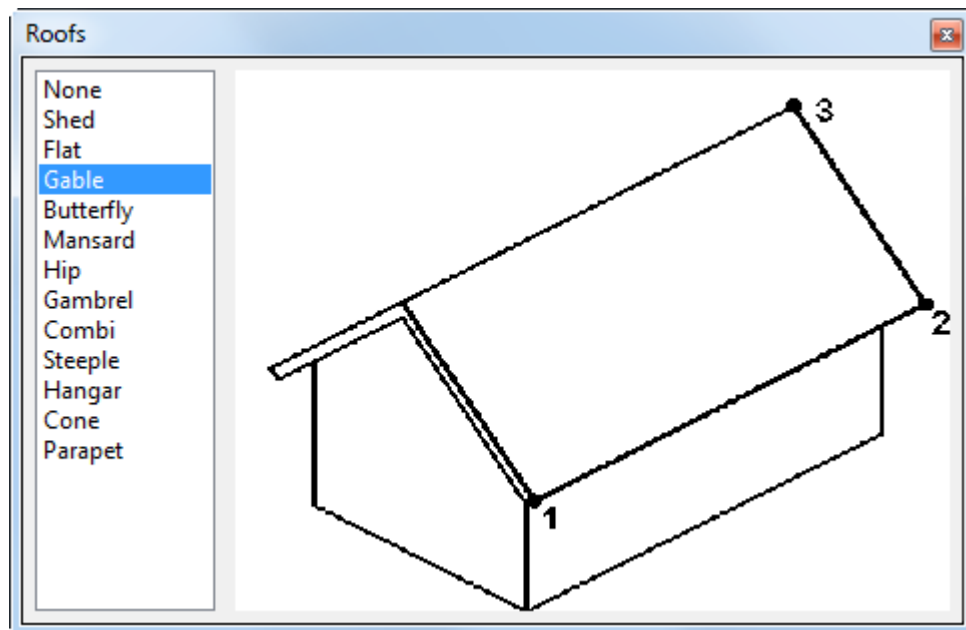 Roofs
None
Shed
Flat
Gable
Butterfly
Mansard
Hip
Gambrel
Combi
Steeple
Hangar
Cone
Parapet
3
2
1